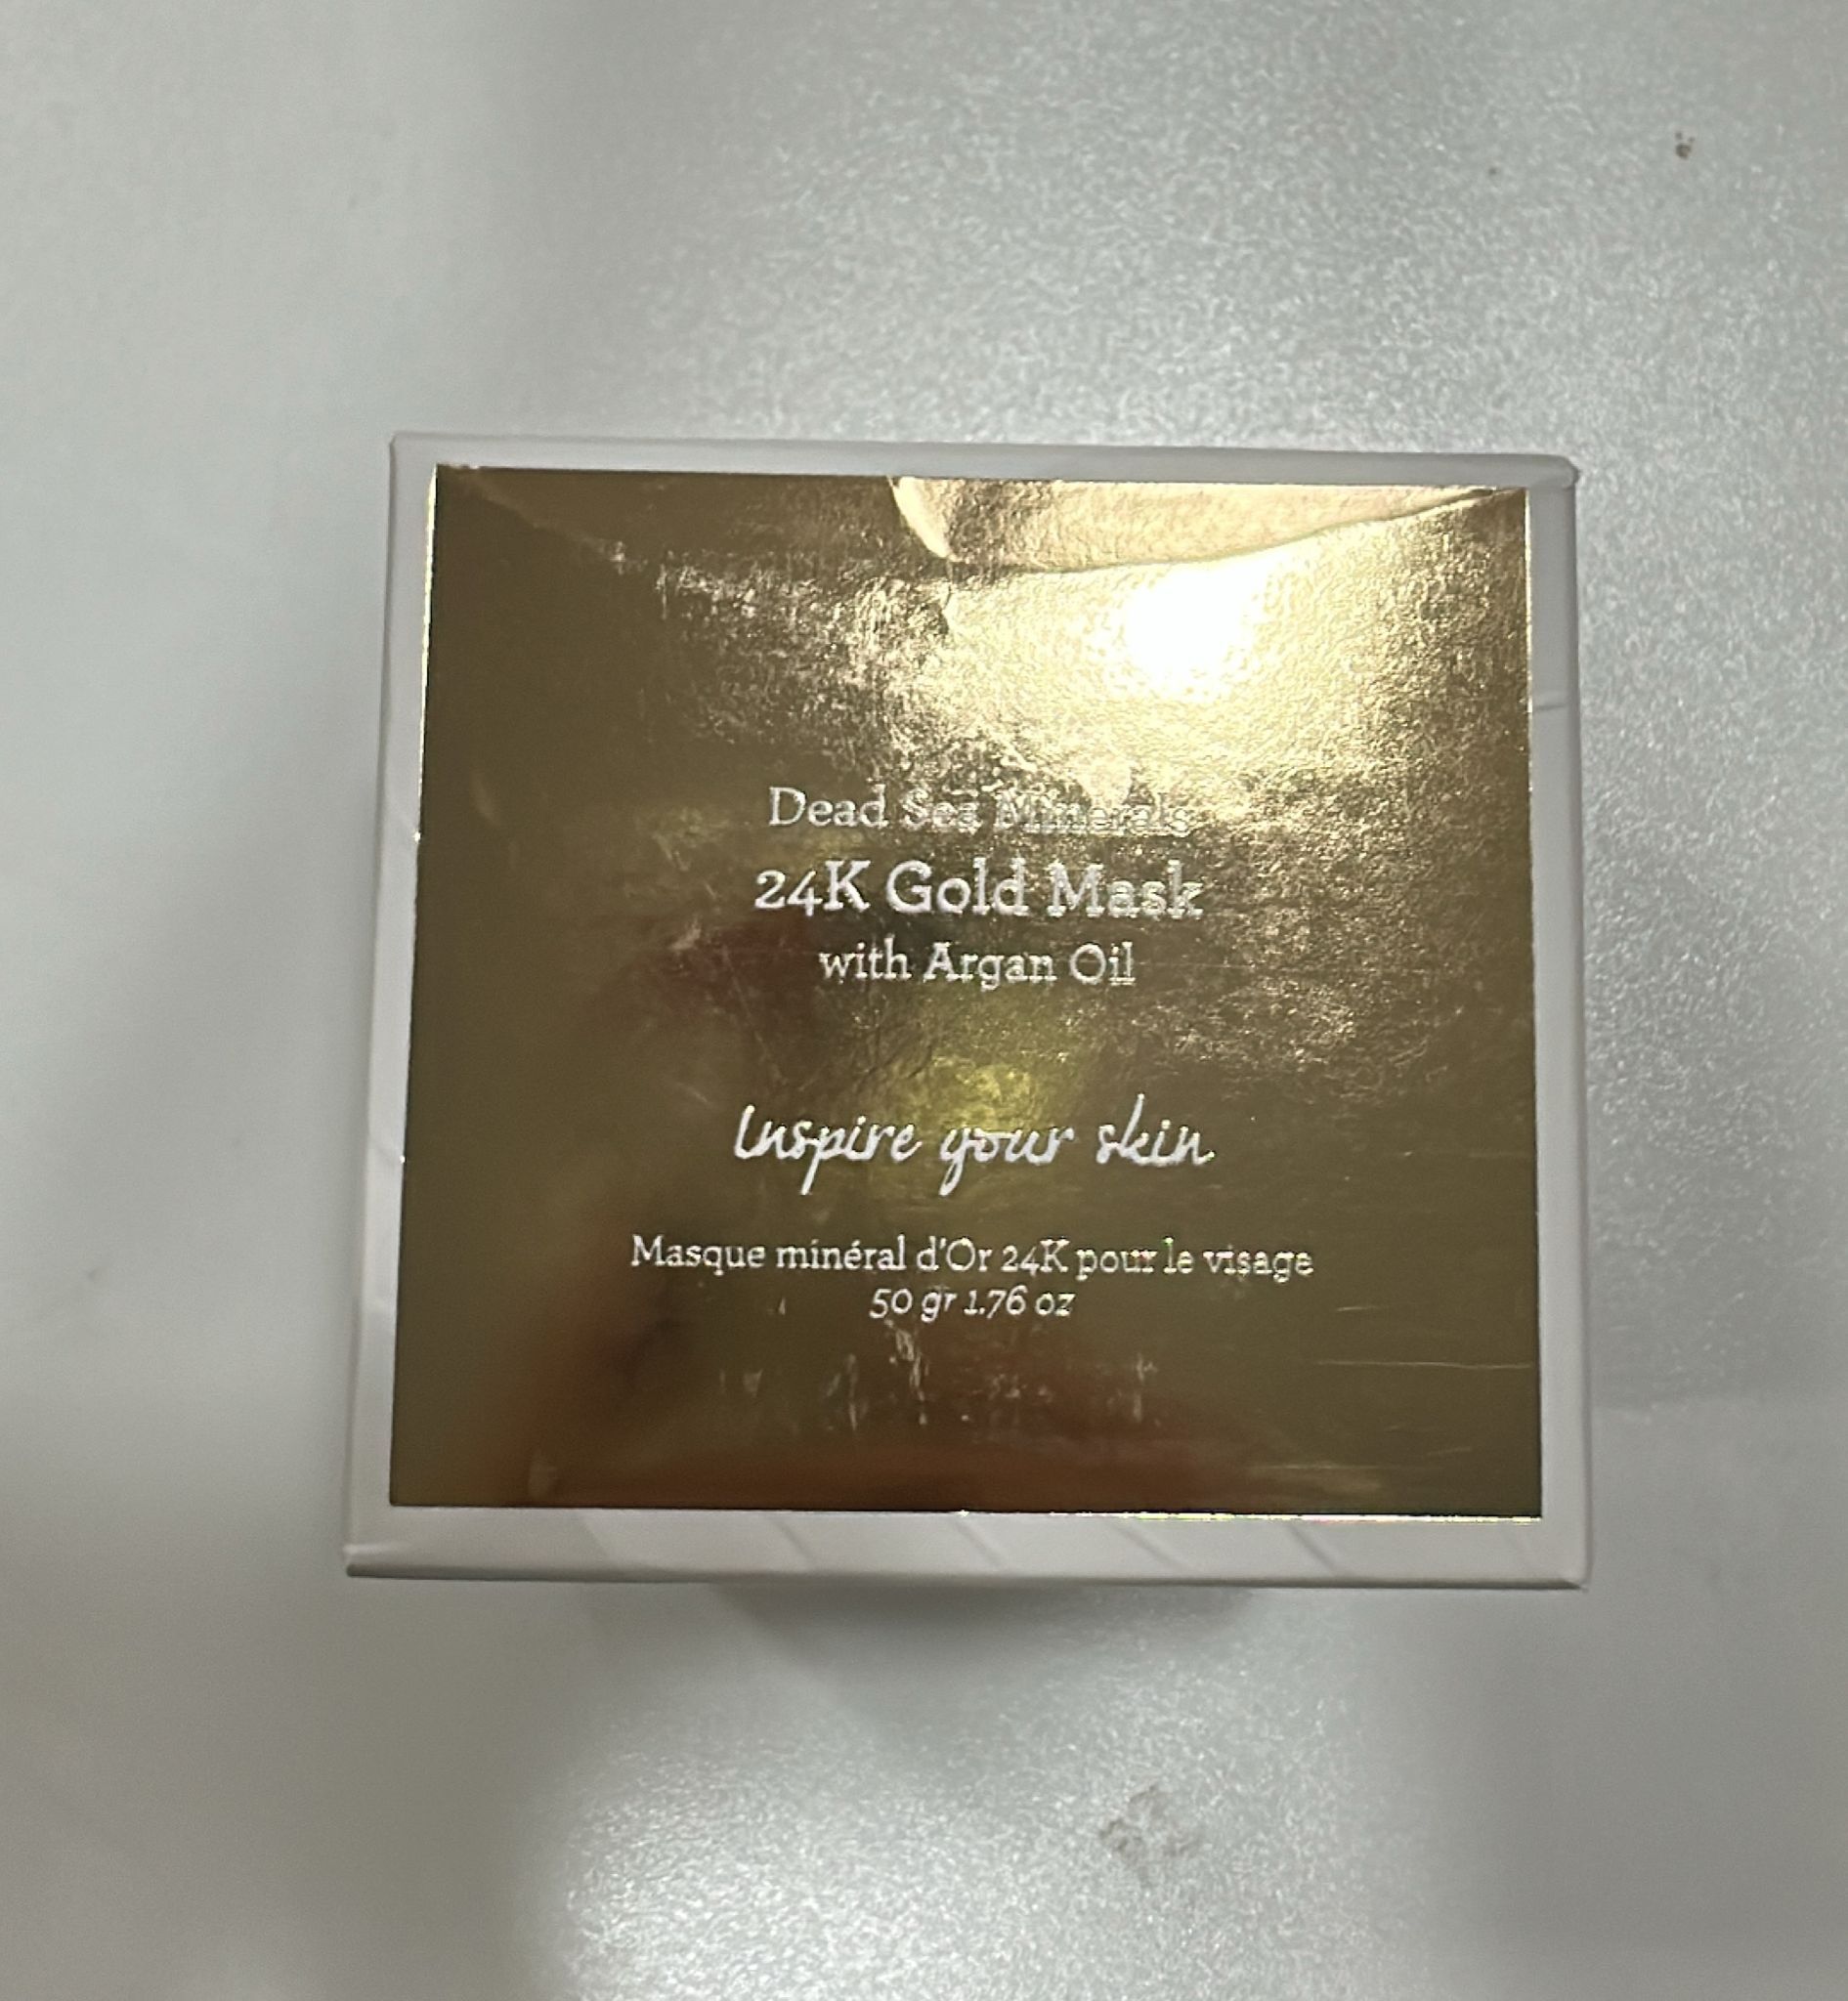 Dead Sea Minerals
24K Gold Mask
with Argan Oil
Inspire your skin
Masque minéral d'Or 24K pour le visage
50 gr 1.76 oz